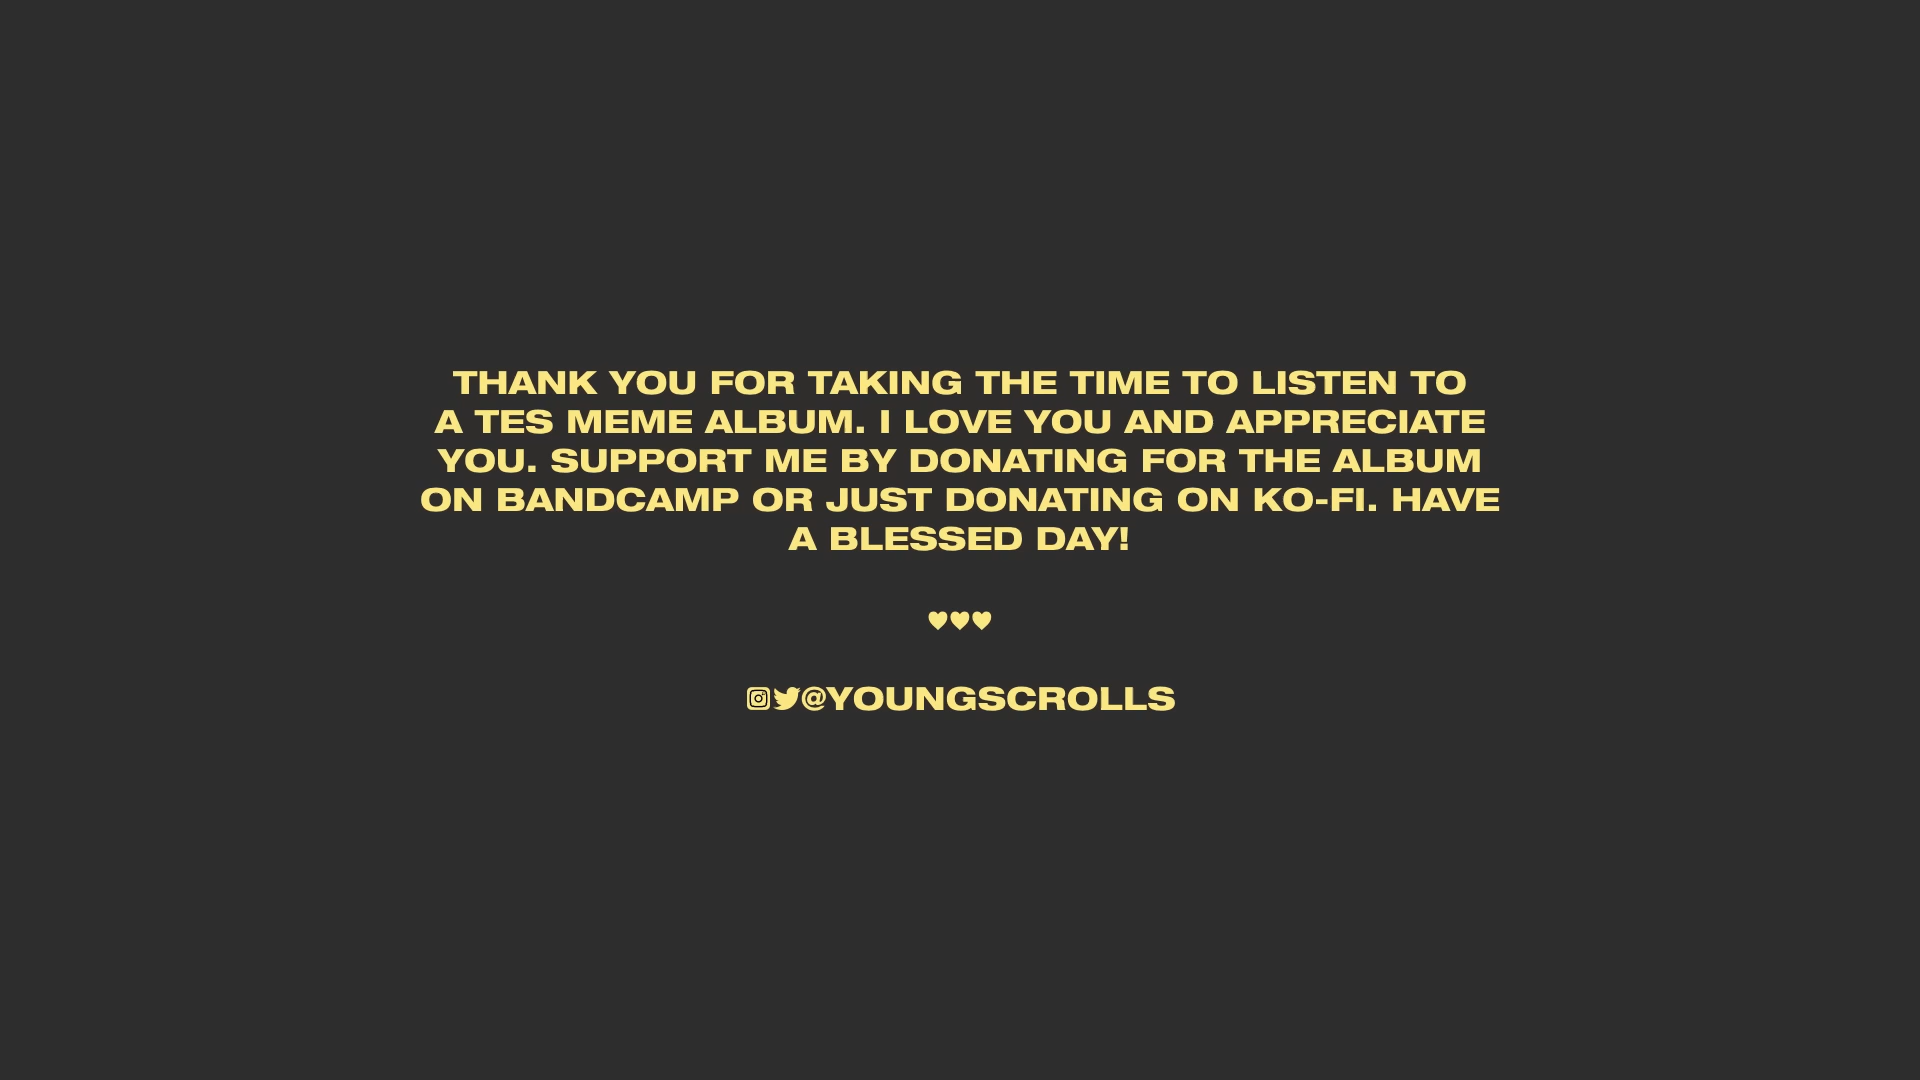 THANK YOU FOR TAKING THE TIME TO LISTEN TO
A TES MEME ALBUM. I LOVE YOU AND APPRECIATE
YOU. SUPPORT ME BY DONATING FOR THE ALBUM
ON BANDCAMP OR JUST DONATING ON KO-FI. HAVE
A BLESSED DAY!
♥♥♥
@YOUNGSCROLLS